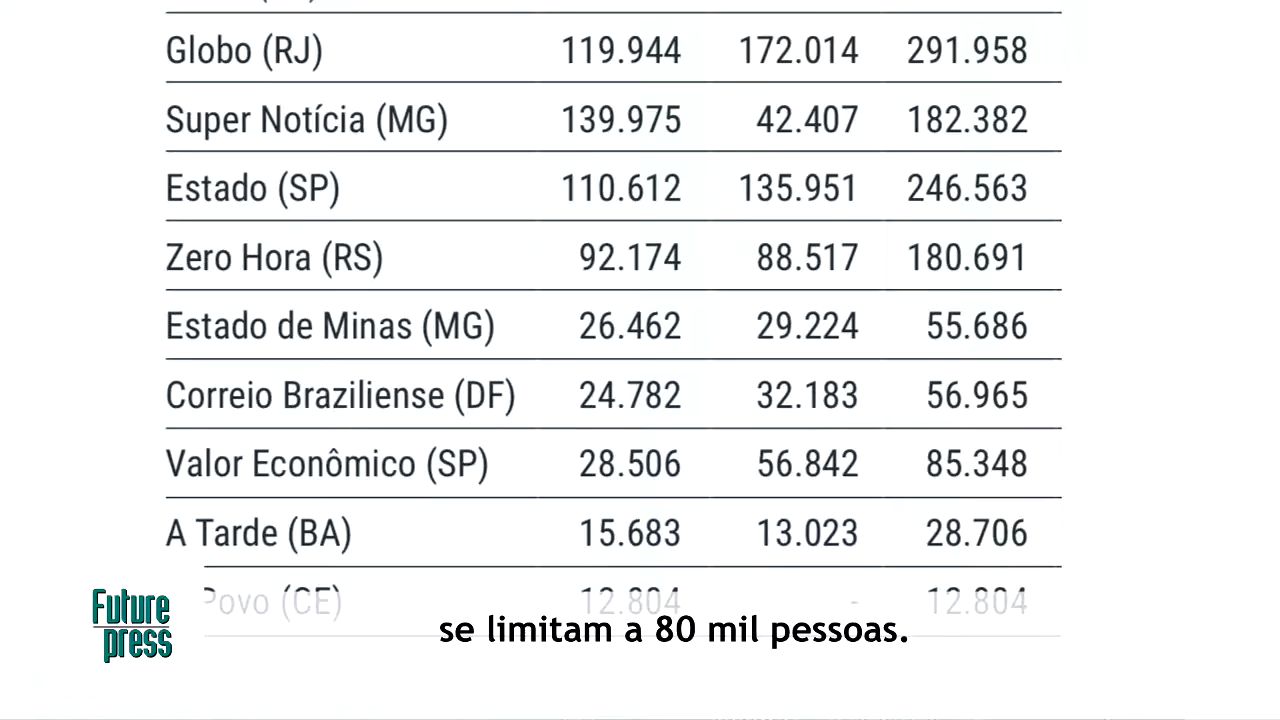 Globo (RJ) 119.944 172.014 291.958
Super Notícia (MG) 139.975 42.407 182.382
Estado (SP) 110.612 135.951 246.563
Zero Hora (RS) 92.174 88.517 180.691
Estado de Minas (MG) 26.462 29.224 55.686
Correio Braziliense (DF) 24.782 32.183 56.965
Valor Econômico (SP) 28.506 56.842 85.348
A Tarde (BA) 15.683 13.023 28.706
Povo (CE) 12.804 - 12.804
Future
press
se limitam a 80 mil pessoas.